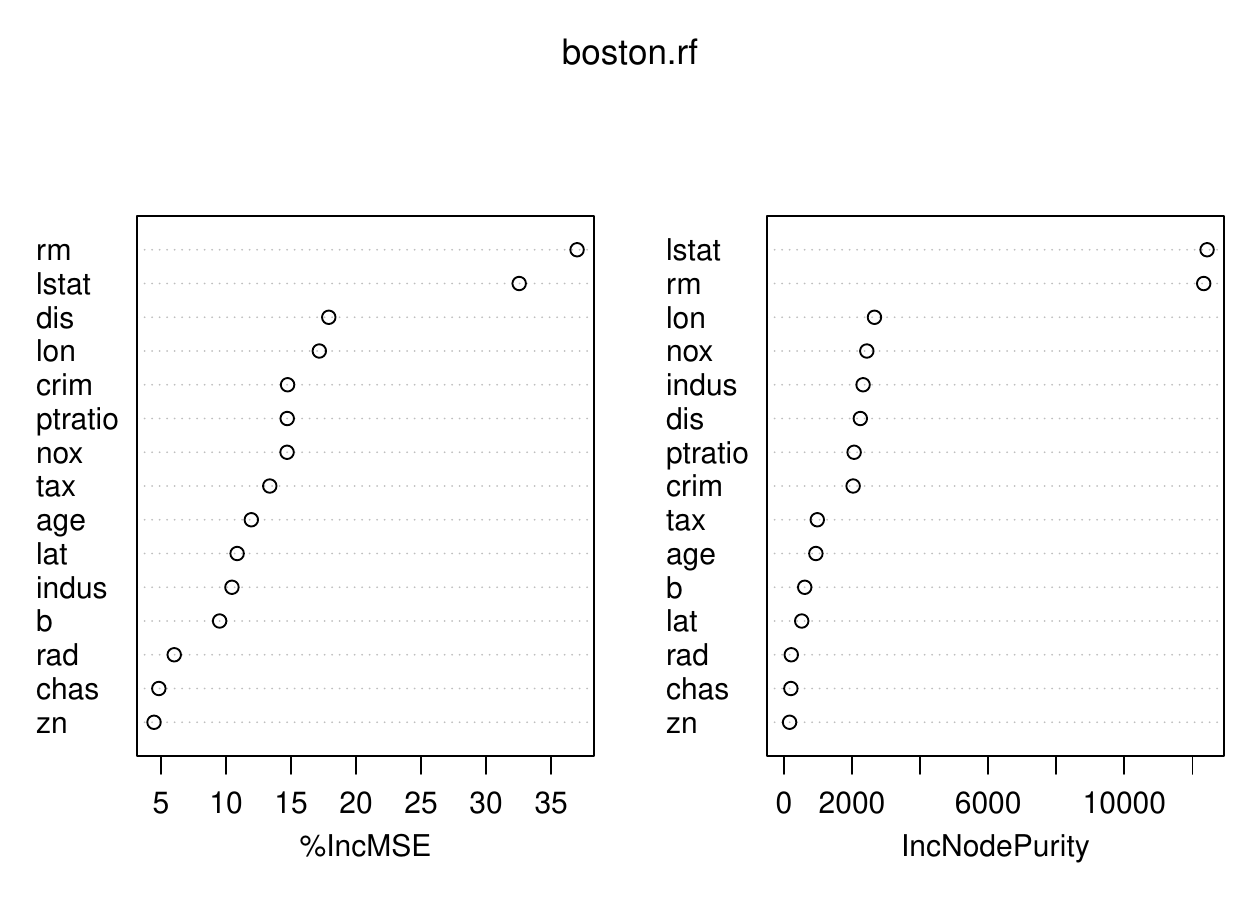 boston.rf
rm
lstat
dis
lon
crim
ptratio
nox
tax
age
lat
indus
b
rad
chas
zn
5 10 15 20 25 30 35
%IncMSE
lstat
rm
lon
nox
indus
dis
ptratio
crim
tax
age
b
lat
rad
chas
zn
0 2000 6000 10000
IncNodePurity